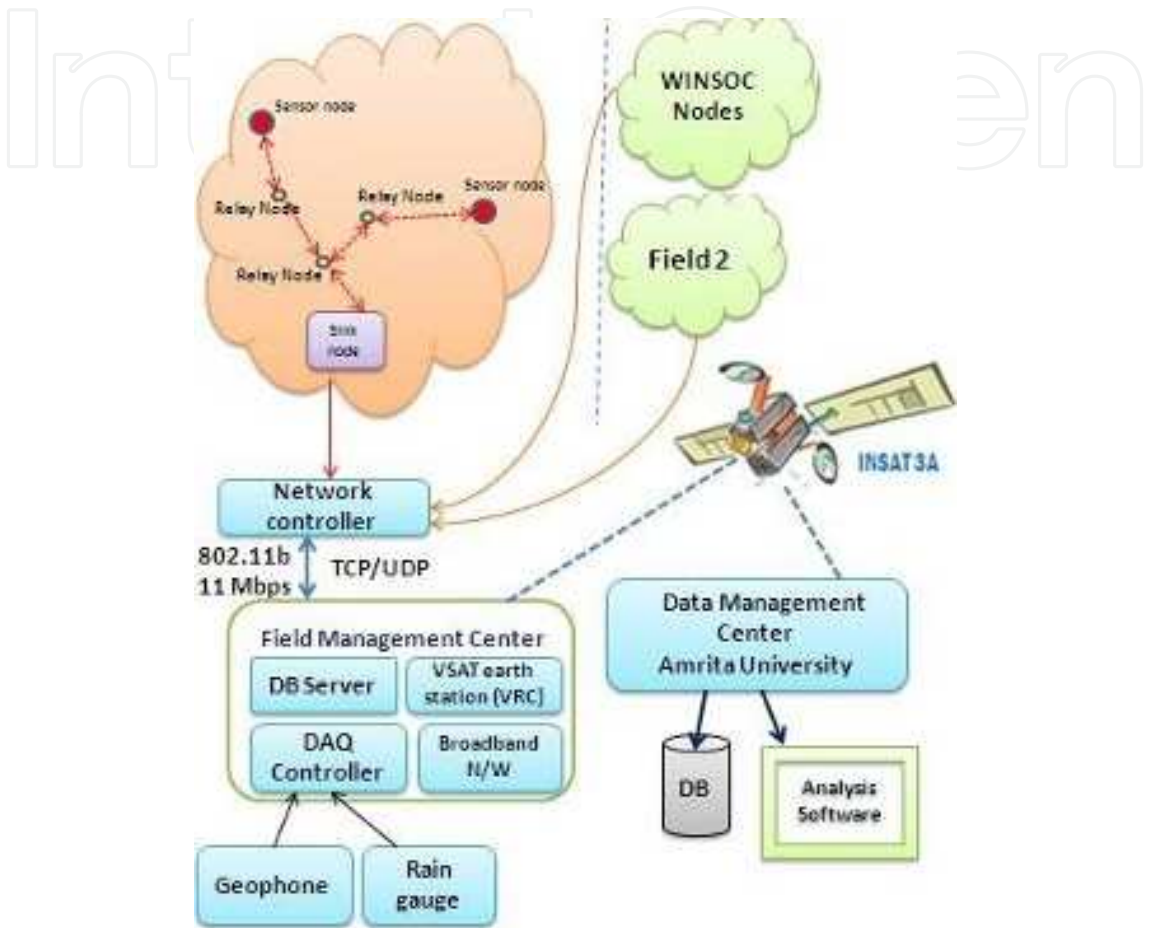 Sensor node
Relay Node
Relay Node
Sensor node
Relay Node
Sink
node
WINSOC
Nodes
Field 2
INSAT3A
Network
controller
802.11b
11 Mbps
TCP/UDP
Field Management Center
DB Server
VSAT earth
station (VRC)
DAQ
Controller
Broadband
N/W
Geophone
Rain
gauge
Data Management
Center
Amrita University
DB
Analysis
Software